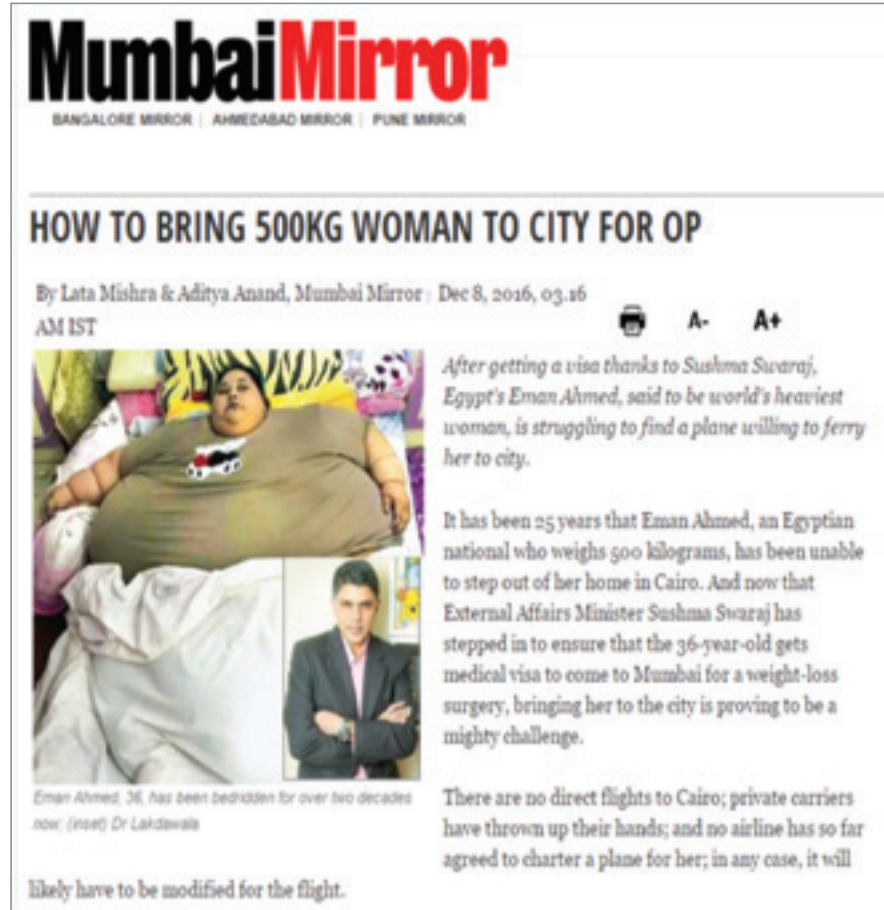 MumbaiMirror
BANGALORE MIRROR | AHMEDABAD MIRROR | PUNE MIRROR
HOW TO BRING 500KG WOMAN TO CITY FOR OP
By Lata Mishra & Aditya Anand, Mumbai Mirror | Dec 8, 2016, 03.16
AM IST
A- A+
After getting a visa thanks to Sushma Swaraj,
Egypt's Eman Ahmed, said to be world's heaviest
woman, is struggling to find a plane willing to ferry
her to city.
It has been 25 years that Eman Ahmed, an Egyptian
national who weighs 500 kilograms, has been unable
to step out of her home in Cairo. And now that
External Affairs Minister Sushma Swaraj has
stepped in to ensure that the 36-year-old gets
medical visa to come to Mumbai for a weight-loss
surgery, bringing her to the city is proving to be a
mighty challenge.
Eman Ahmed, 36, has been bedridden for over two decades
now; (inset) Dr Lakdawala
There are no direct flights to Cairo; private carriers
have thrown up their hands; and no airline has so far
agreed to charter a plane for her; in any case, it will
likely have to be modified for the flight.